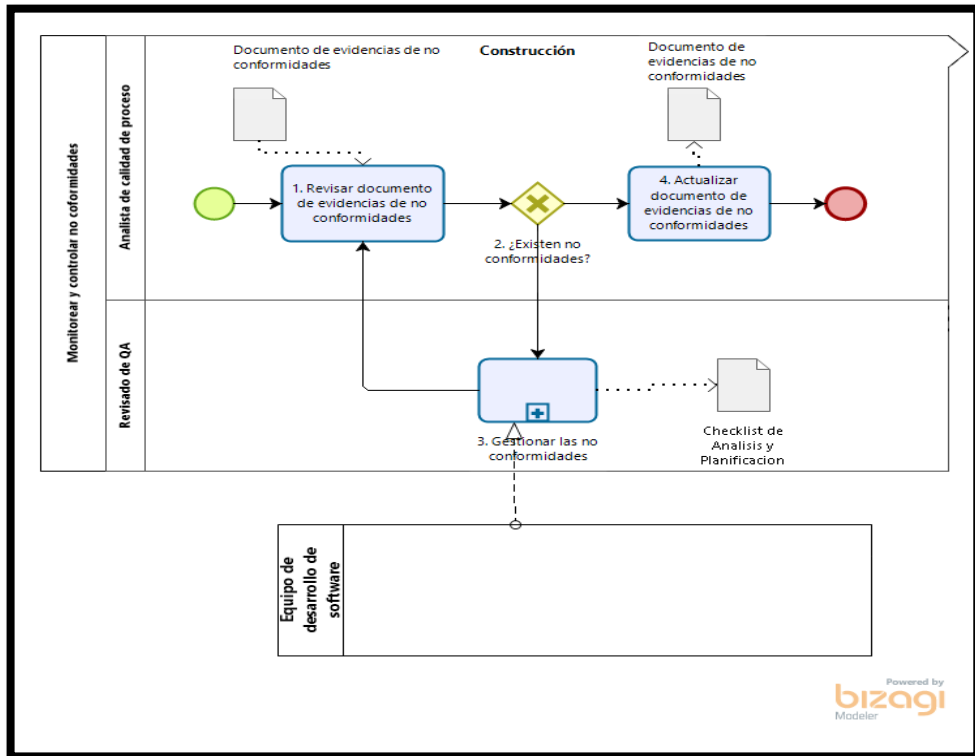 Monitorear y controlar no coformidades
Analista de calidad de proceso
Documento de evidencias de no
conformidades
Construcción
Documento de
evidencias de no
conformidades
1. Revisar documento
de evidencias de no
conformidades
2. ¿Existen no
conformidades?
4. Actualizar
documento de
evidencias de no
conformidades
Revisado de QA
3. Gestionar las no
conformidades
Checklist de
Analisis y
Planificacion
Equipo de
desarrollo de
software
Powered by
bizagi
Modeler